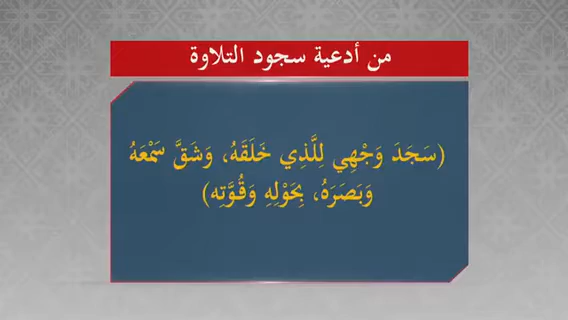 من أدعية سجود التلاوة
(سَجَدَ وَجْهِي لِلَّذِي خَلَقَهُ، وَشَقَّ سَمْعَهُ
وَبَصَرَهُ، بِحَوْلِهِ وَقُوَّتِه)